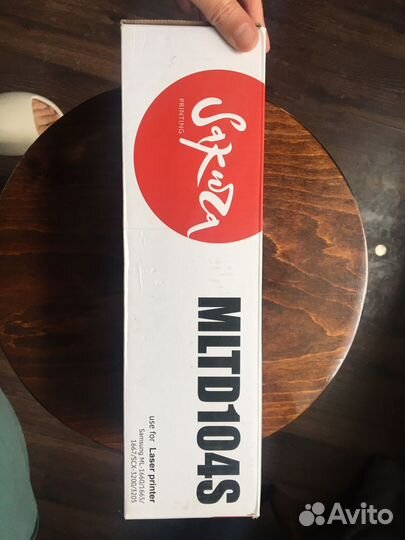 Sakura
PRINTING
MLTD104S
use for Laser printer
Samsung ML-1660/1665/
1667/SCX-3200/3205
Avito